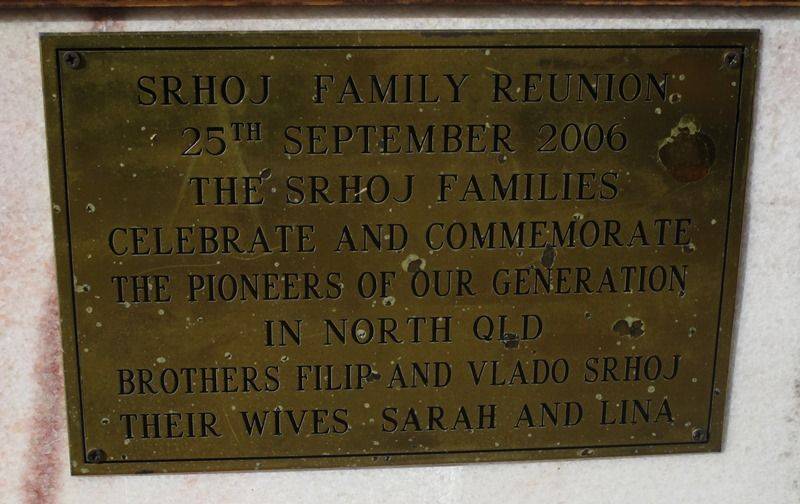 SRHOJ FAMILY REUNION
25TH SEPTEMBER 2006
THE SRHOJ FAMILIES
CELEBRATE AND COMMEMORATE
THE PIONEERS OF OUR GENERATION
IN NORTH QLD
BROTHERS FILIP AND VLADO SRHOJ
THEIR WIVES SARAH AND LINA